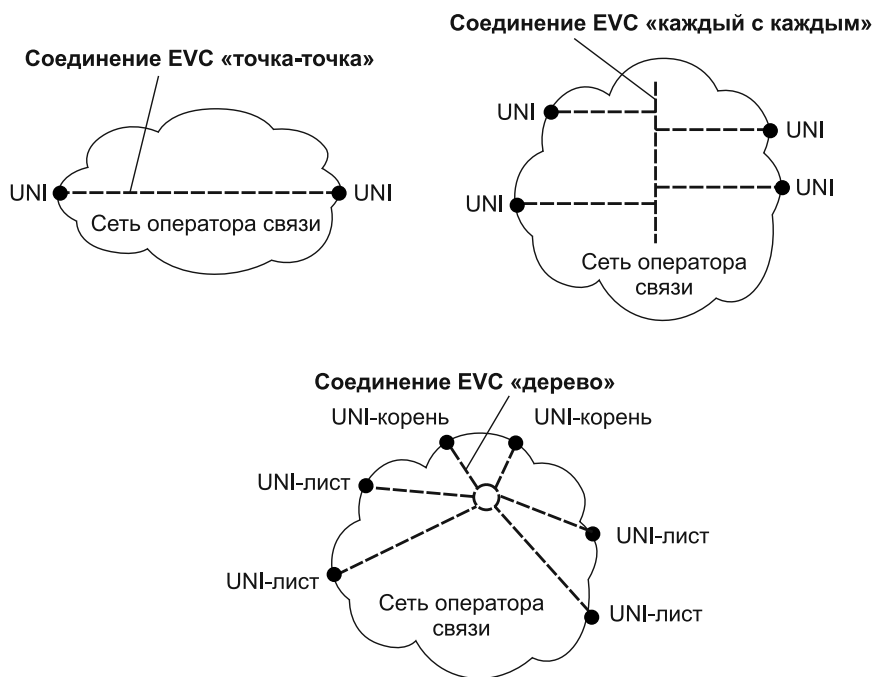 Соединение EVC «точка-точка»
UNI
UNI
Сеть оператора связи
Соединение EVC «каждый с каждым»
UNI
UNI
UNI
UNI
Сеть оператора
связи
Соединение EVC «дерево»
UNI-корень
UNI-корень
UNI-лист
UNI-лист
UNI-лист
UNI-лист
Сеть оператора
связи